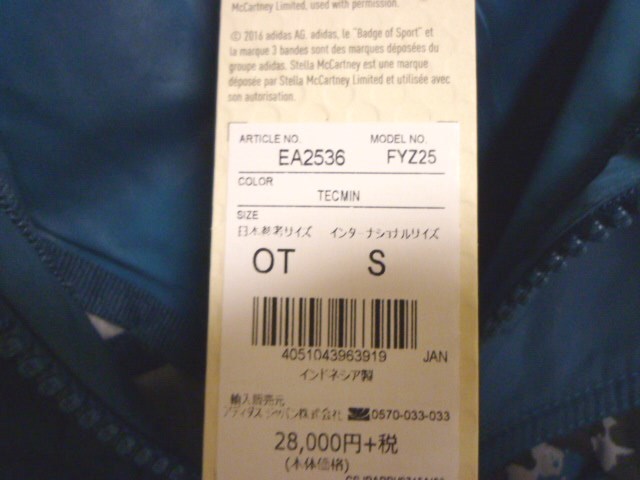 McCartney Limited, used with permission.
© 2016 adidas AG. adidas, le "Badge of Sport" et
la marque 3 bandes sont des marques déposées du
groupe adidas. Stella McCartney est une marque
déposée par Stella McCartney Limited et utilisée avec
son autorisation.
ARTICLE NO. MODEL NO.
EA2536 FYZ25
COLOR
TECMIN
SIZE
日本参考サイズ インターナショナルサイズ
OT S
4051043963919 JAN
インドネシア製
輸入販売元
アディダス ジャパン株式会社 0570-033-033
28,000円+税
(本体価格)